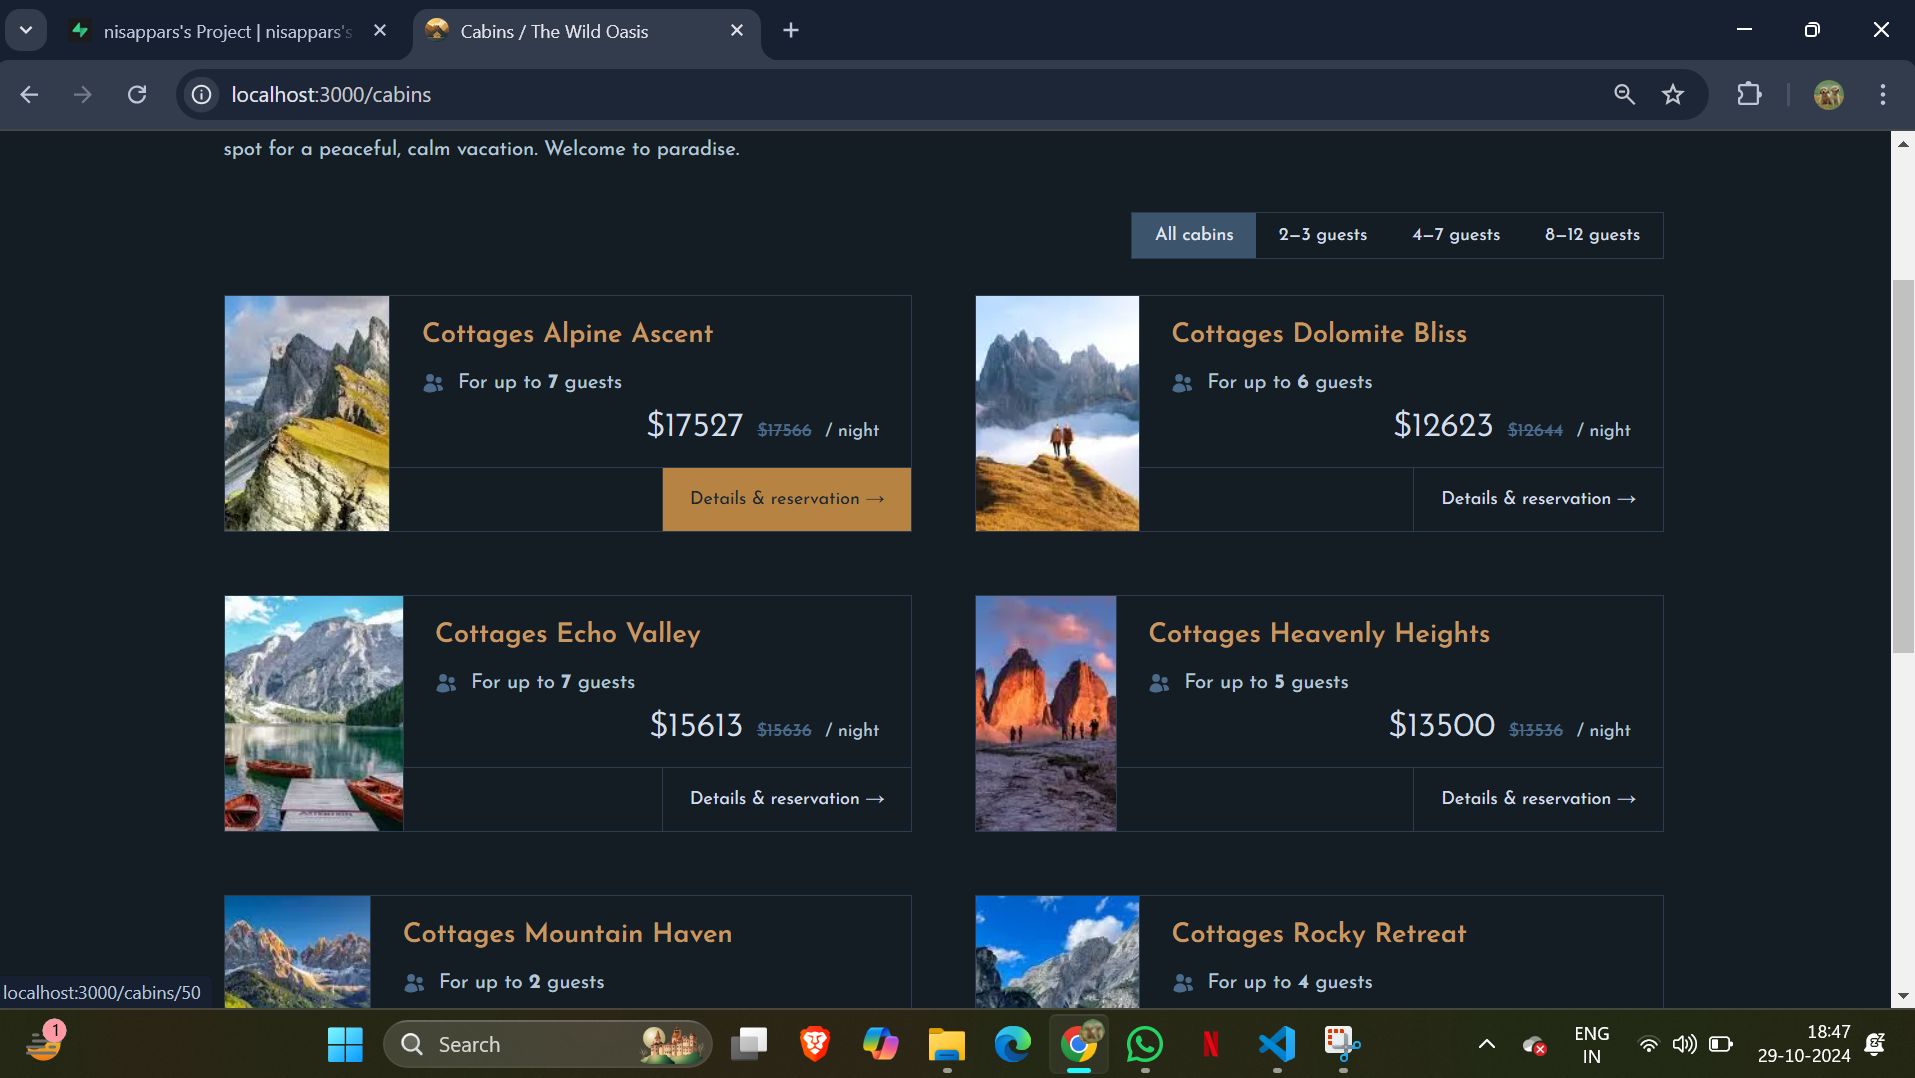 nisappars's Project | nisappars's
Cabins / The Wild Oasis
localhost:3000/cabins
spot for a peaceful, calm vacation. Welcome to paradise.
All cabins
2–3 guests
4–7 guests
8–12 guests
Cottages Alpine Ascent
For up to 7 guests
$17527 $17566 / night
Details & reservation →
Cottages Dolomite Bliss
For up to 6 guests
$12623 $12644 / night
Details & reservation →
Cottages Echo Valley
For up to 7 guests
$15613 $15636 / night
Details & reservation →
Cottages Heavenly Heights
For up to 5 guests
$13500 $13536 / night
Details & reservation →
Cottages Mountain Haven
For up to 2 guests
Cottages Rocky Retreat
For up to 4 guests
localhost:3000/cabins/50
1
Search
ENG
IN
18:47
29-10-2024